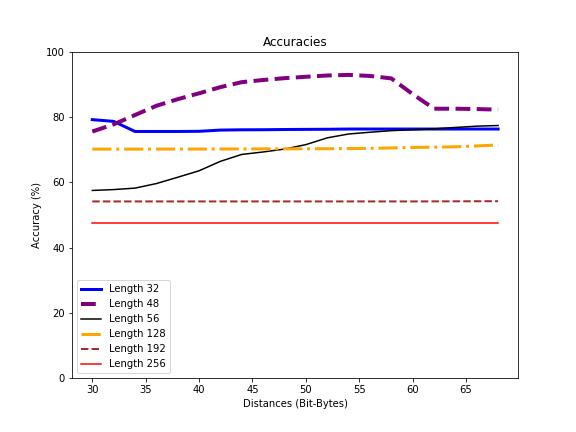 Accuracies
100
80
60
40
20
0
Accuracy (%)
Length 32
Length 48
Length 56
Length 128
Length 192
Length 256
30 35 40 45 50 55 60 65
Distances (Bit-Bytes)